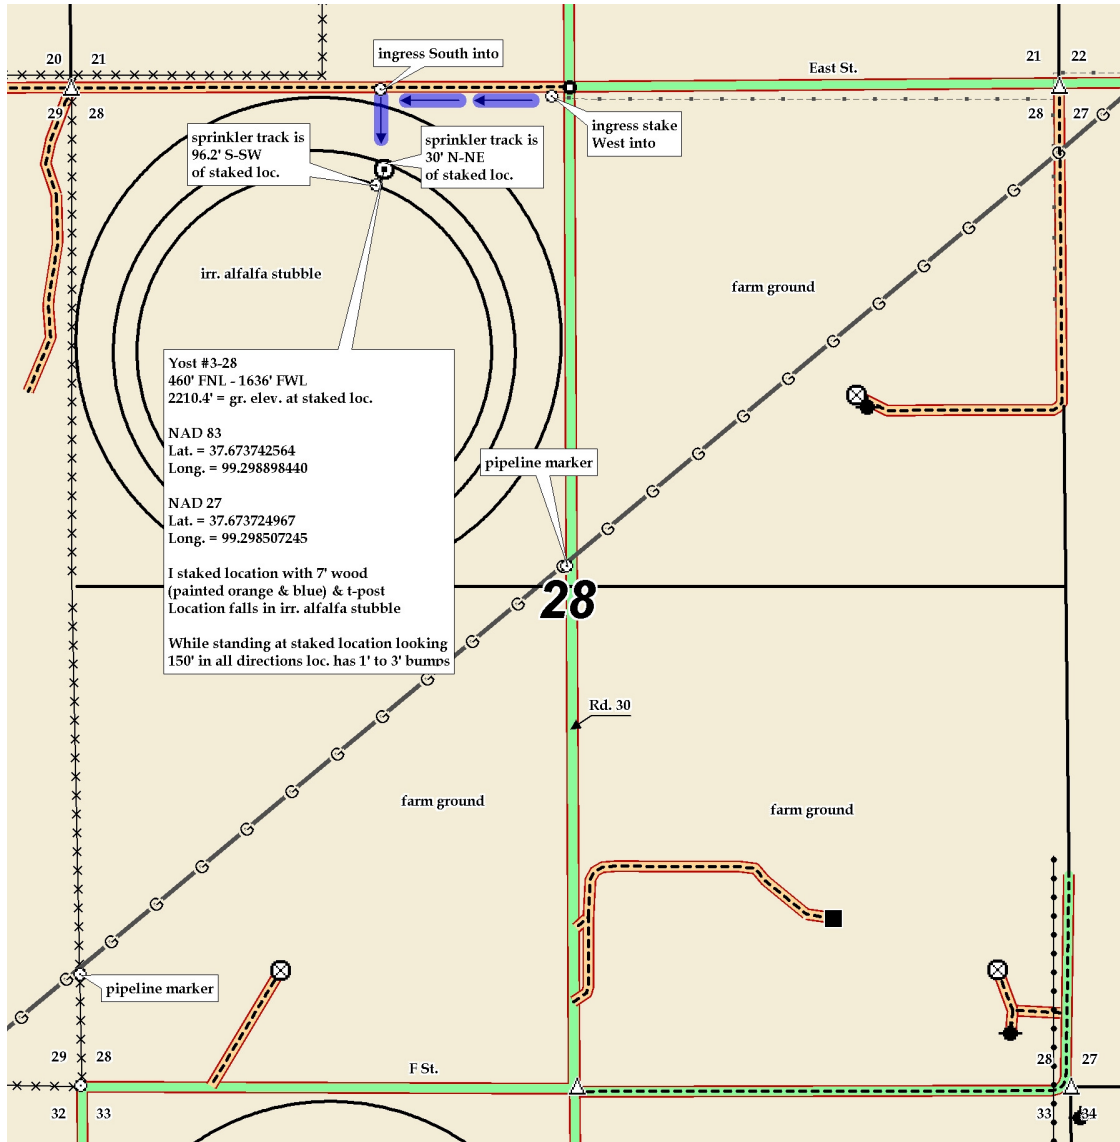 ingress South into
20 21
21 22
East St.
29 28
28 27
ingress stake
West into
sprinkler track is
96.2' S-SW
of staked loc.
sprinkler track is
30' N-NE
of staked loc.
irr. alfalfa stubble
farm ground
Yost #3-28
460' FNL - 1636' FWL
2210.4' = gr. elev. at staked loc.
NAD 83
Lat. = 37.673742564
Long. = 99.298898440
NAD 27
Lat. = 37.673724967
Long. = 99.298507245
I staked location with 7' wood
(painted orange & blue) & t-post
Location falls in irr. alfalfa stubble
While standing at staked location looking
150' in all directions loc. has 1' to 3' bumps
pipeline marker
G G G G G G G G G G G G G G G G G G G G G G G G G
28
Rd. 30
farm ground
farm ground
pipeline marker
29 28
F St.
28 27
32 33
33 34